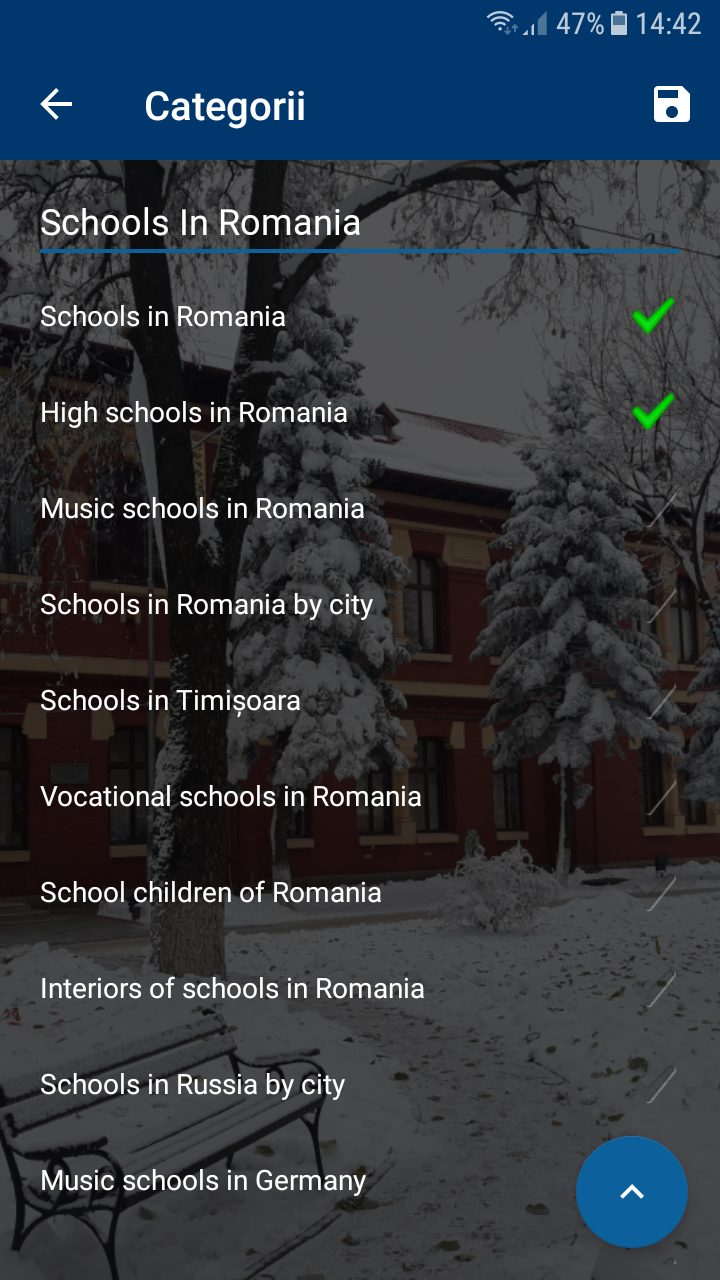 47% 14:42
Categorii
Schools In Romania
Schools in Romania
High schools in Romania
Music schools in Romania
Schools in Romania by city
Schools in Timișoara
Vocational schools in Romania
School children of Romania
Interiors of schools in Romania
Schools in Russia by city
Music schools in Germany